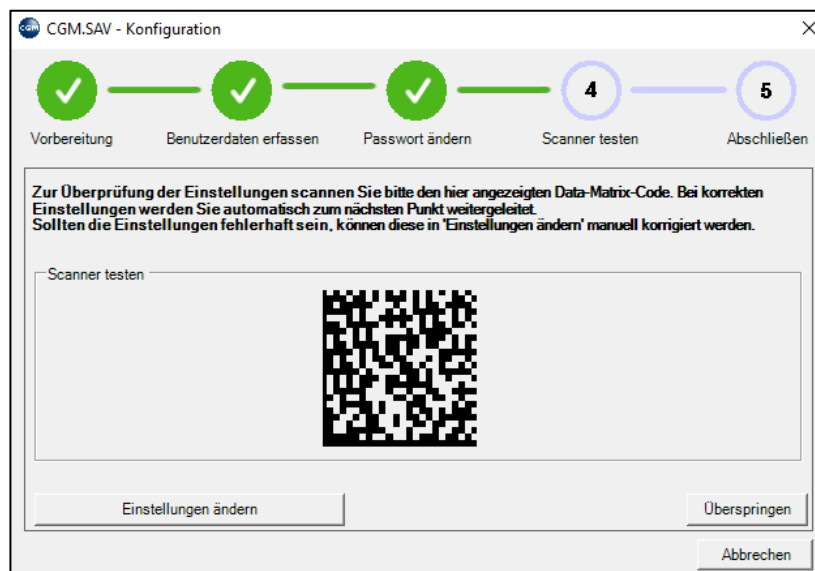 CGM
CGM.SAV - Konfiguration
4
5
Vorbereitung
Benutzerdaten erfassen
Passwort ändern
Scanner testen
Abschließen
Zur Überprüfung der Einstellungen scannen Sie bitte den hier angezeigten Data-Matrix-Code. Bei korrekten
Einstellungen werden Sie automatisch zum nächsten Punkt weitergeleitet.
Sollten die Einstellungen fehlerhaft sein, können diese in 'Einstellungen ändern' manuell korrigiert werden.
Scanner testen
Einstellungen ändern
Überspringen
Abbrechen